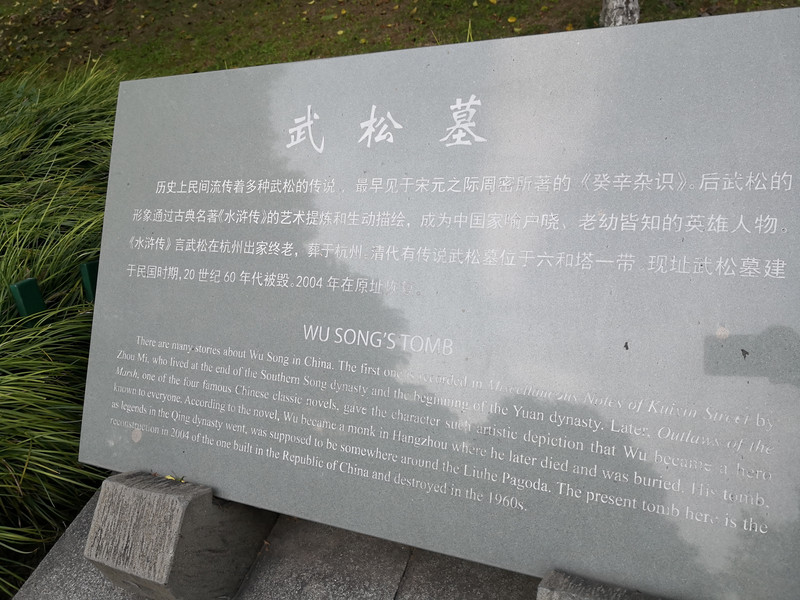 武松墓
历史上民间流传着多种武松的传说，最早见于宋元之际周密所著的《癸辛杂识》。后武松的
形象通过古典名著《水浒传》的艺术提炼和生动描绘，成为中国家喻户晓、老幼皆知的英雄人物。
《水浒传》言武松在杭州出家终老，葬于杭州。清代有传说武松墓位于六和塔一带。现址武松墓建
于民国时期，20世纪60年代被毁。2004年在原址
WU SONG'S TOMB
There are many stories about Wu Song in China. The first one is recorded in Miscellaneous Notes of Kuixin Street by
Zhou Mi, who lived at the end of the Southern Song dynasty and the beginning of the Yuan dynasty. Later, Outlaws of the
Marsh, one of the four famous Chinese classic novels, gave the character such artistic depiction that Wu became a hero
known to everyone. According to the novel, Wu became a monk in Hangzhou where he later died and was buried. His tomb,
as legends in the Qing dynasty went, was supposed to be somewhere around the Liuhe Pagoda. The present tomb here is the
reconstruction in 2004 of the one built in the Republic of China and destroyed in the 1960s.